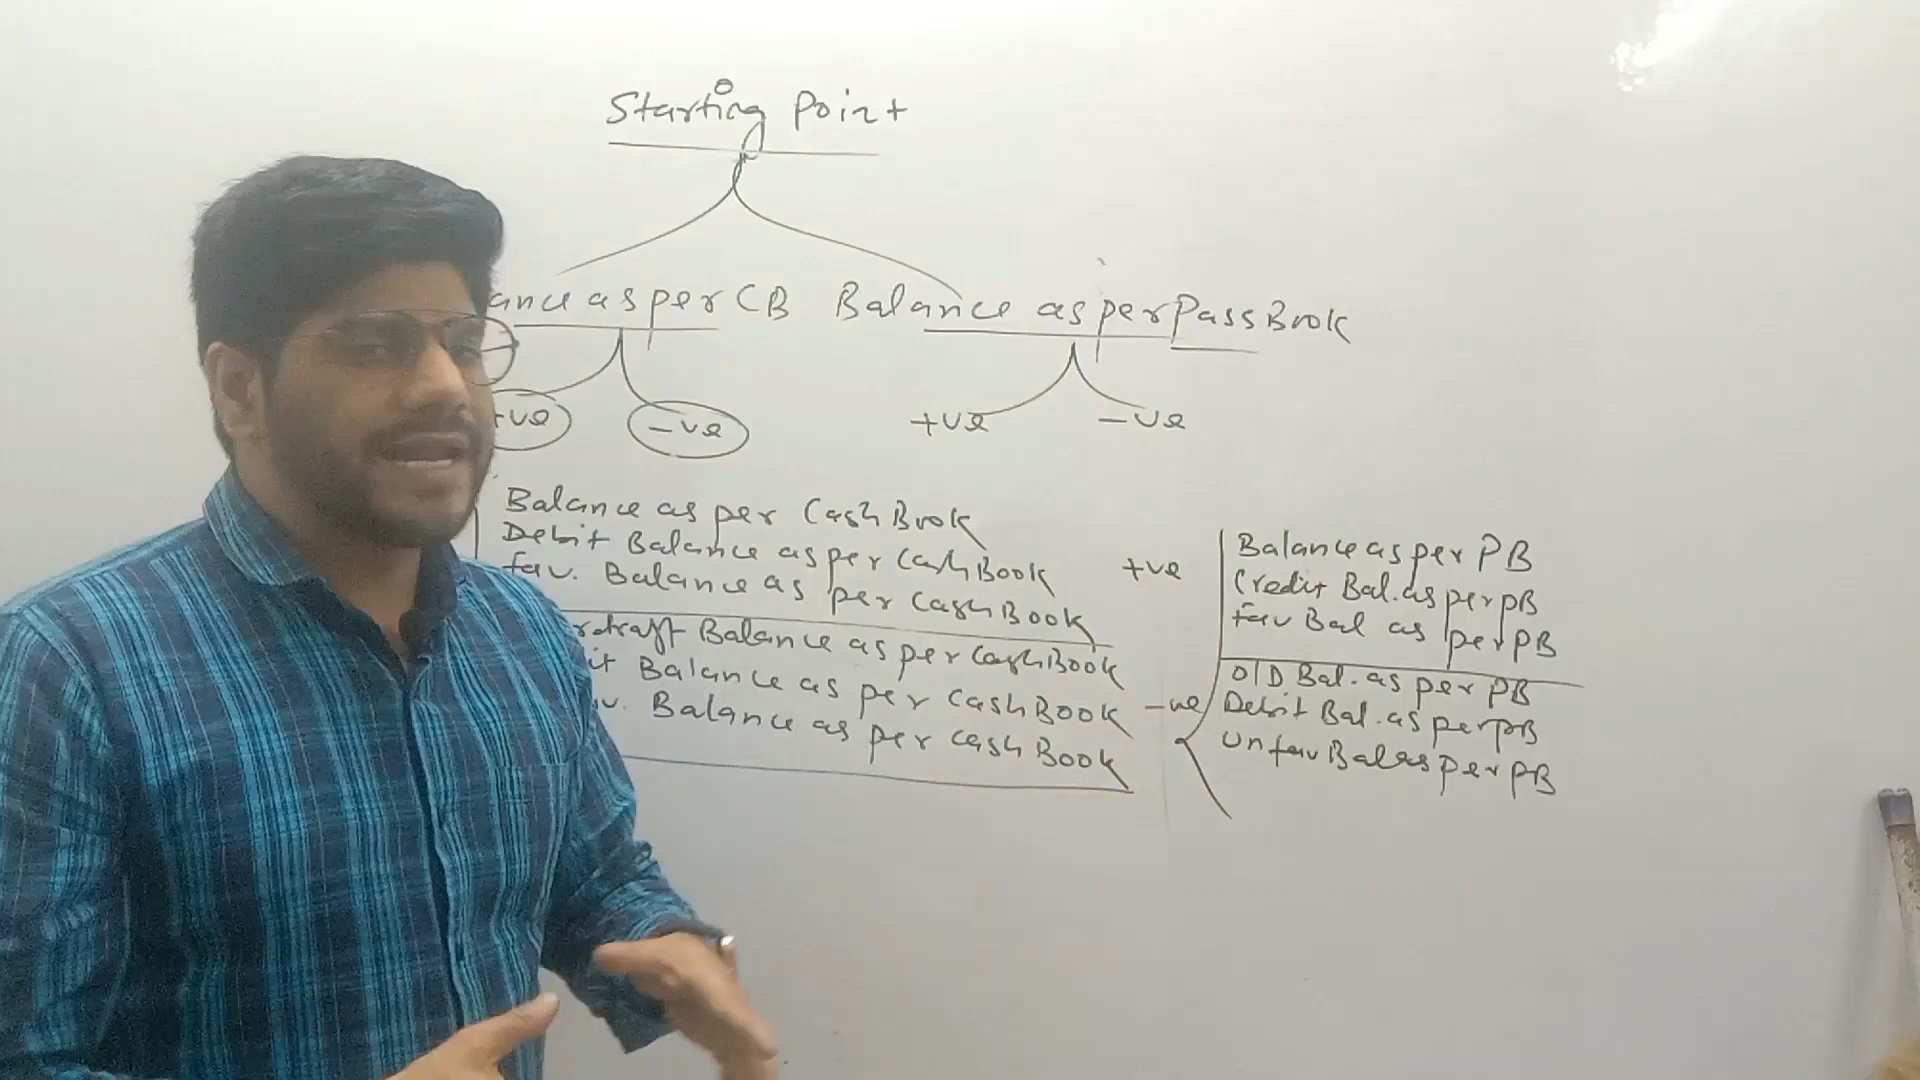 Starting Point
ance as per CB Balance as per Pass Book
+ve -ve +ve -ve
Balance as per Cash Book
Debit Balance as per Cash Book
fav. Balance as per Cash Book
+ve
rdraft Balance as per Cash Book
it Balance as per Cash Book
v. Balance as per cash Book
-ve
Balance as per PB
Credit Bal. as per PB
Fav Bal as per PB
O/D Bal. as per PB
Debit Bal. as per PB
Unfav Bal as per PB